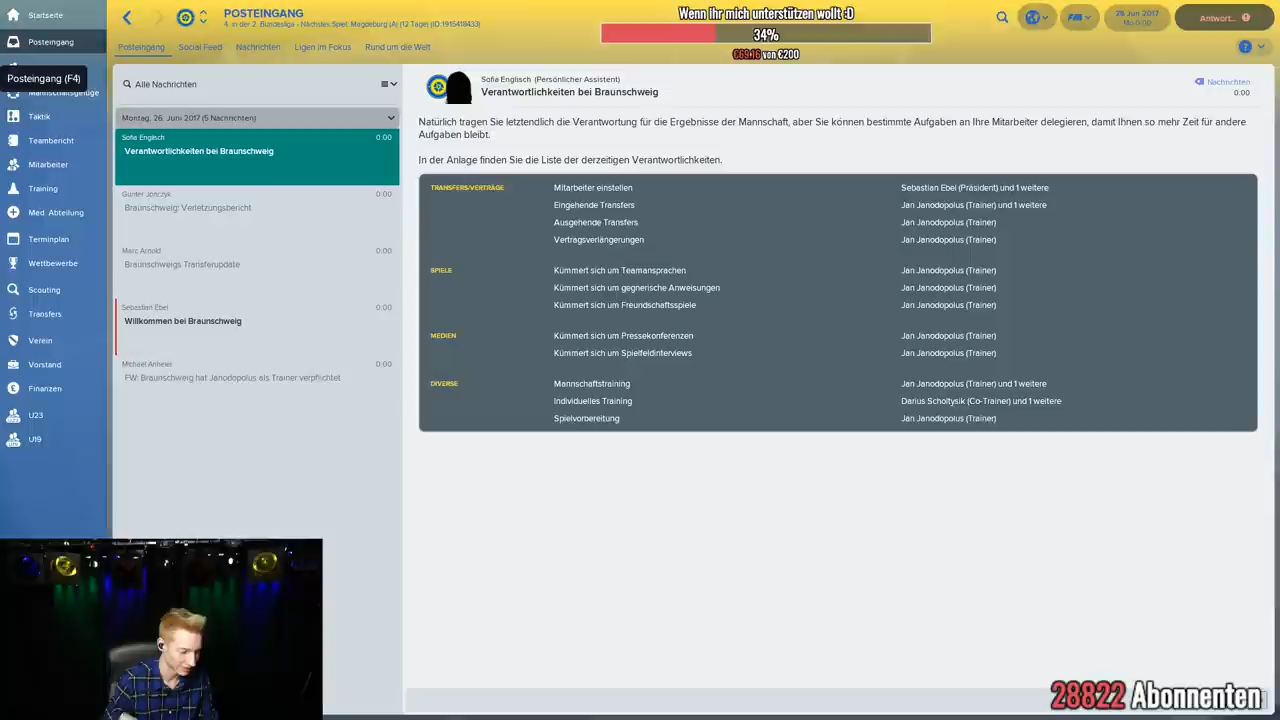 Startseite
Posteingang
Posteingang (F4)
Mannschaftsgefüge
Taktik
Teambericht
Mitarbeiter
Training
Med. Abteilung
Terminplan
Wettbewerbe
Scouting
Transfers
Verein
Vorstand
Finanzen
U23
U19
POSTEINGANG
4. in der 2. Bundesliga - Nächstes Spiel: Magdeburg (A) (12 Tage) (ID:1915418433)
Posteingang Social Feed Nachrichten Ligen im Fokus Rund um die Welt
Wenn ihr mich unterstützen wollt :D
34%
€69.16 von €200
FM
26 Jun 2017
Mo 0:00
Antwort...
Alle Nachrichten
Montag, 26. Juni 2017 (5 Nachrichten)
Sofia Englisch 0:00
Verantwortlichkeiten bei Braunschweig
Gunter Jonczyk 0:00
Braunschweig: Verletzungsbericht
Marc Arnold 0:00
Braunschweigs Transferupdate
Sebastian Ebel 0:00
Willkommen bei Braunschweig
0:00
FW: Braunschweig hat Janodopolus als Trainer verpflichtet
Sofia Englisch (Persönlicher Assistent)
Verantwortlichkeiten bei Braunschweig
Nachrichten
0:00
Natürlich tragen Sie letztendlich die Verantwortung für die Ergebnisse der Mannschaft, aber Sie können bestimmte Aufgaben an Ihre Mitarbeiter delegieren, damit Ihnen so mehr Zeit für andere
Aufgaben bleibt.
In der Anlage finden Sie die Liste der derzeitigen Verantwortlichkeiten.
TRANSFERS/VERTRÄGE Mitarbeiter einstellen Sebastian Ebel (Präsident) und 1 weitere
Eingehende Transfers Jan Janodopolus (Trainer) und 1 weitere
Ausgehende Transfers Jan Janodopolus (Trainer)
Vertragsverlängerungen Jan Janodopolus (Trainer)
SPIELE Kümmert sich um Teamansprachen Jan Janodopolus (Trainer)
Kümmert sich um gegnerische Anweisungen Jan Janodopolus (Trainer)
Kümmert sich um Freundschaftsspiele Jan Janodopolus (Trainer)
MEDIEN Kümmert sich um Pressekonferenzen Jan Janodopolus (Trainer)
Kümmert sich um Spielfeldinterviews Jan Janodopolus (Trainer)
DIVERSE Mannschaftstraining Jan Janodopolus (Trainer) und 1 weitere
Individuelles Training Darius Scholtysik (Co-Trainer) und 1 weitere
Spielvorbereitung Jan Janodopolus (Trainer)
28822 Abonnenten